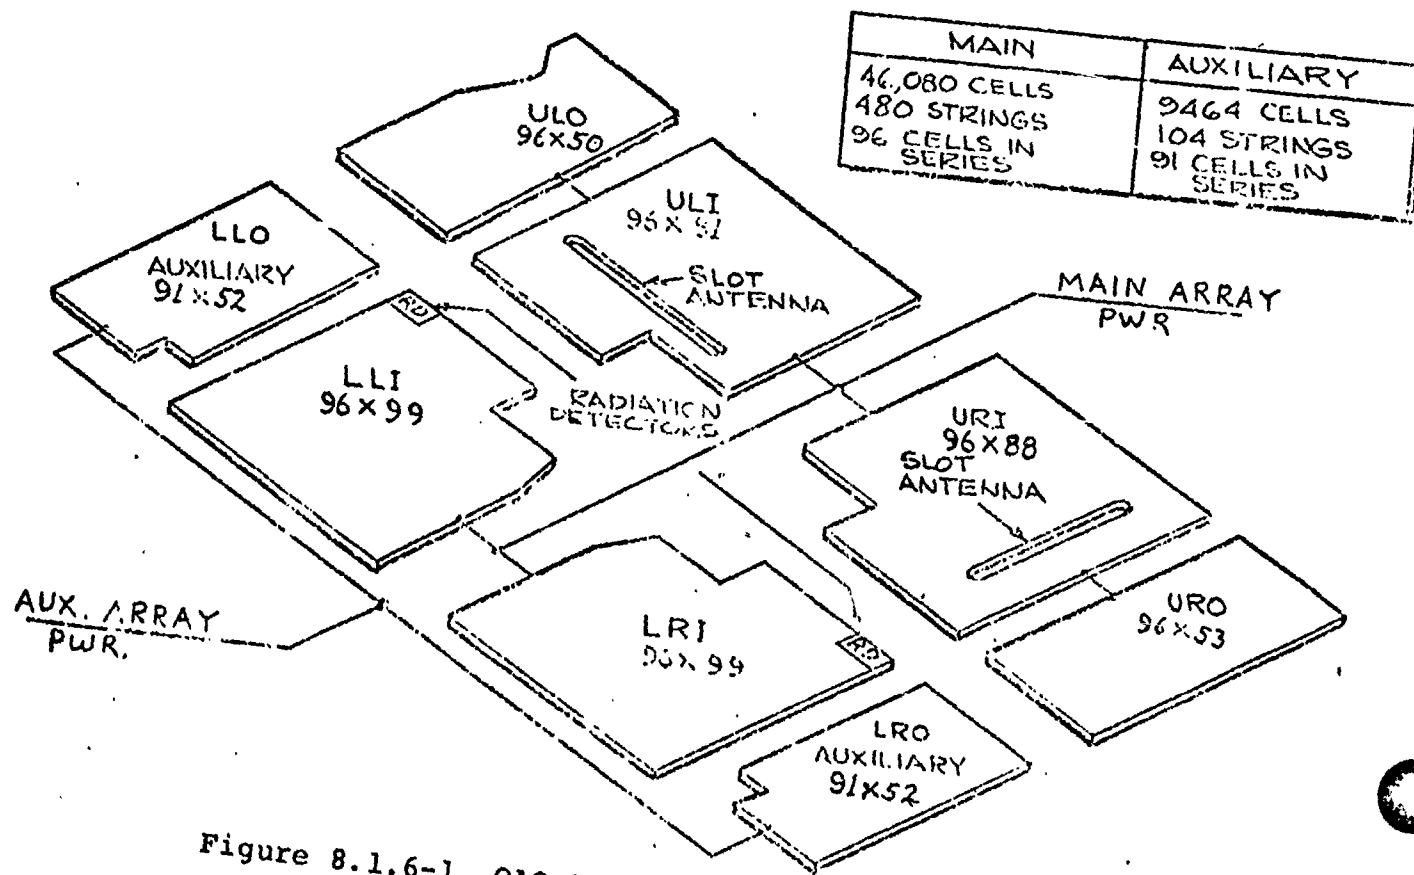 MAIN
46,080 CELLS
480 STRINGS
96 CELLS IN
SERIES
AUXILIARY
9464 CELLS
104 STRINGS
91 CELLS IN
SERIES
ULO
96X50
ULI
96X91
SLOT
ANTENNA
LLO
AUXILIARY
91X52
RD
LLI
96X99
RADIATION
DETECTORS
MAIN ARRAY
PWR
URI
96X88
SLOT
ANTENNA
AUX. ARRAY
PWR.
LRI
96X99
RD
URO
96X53
LRO
AUXILIARY
91X52
Figure 8.1.6-1